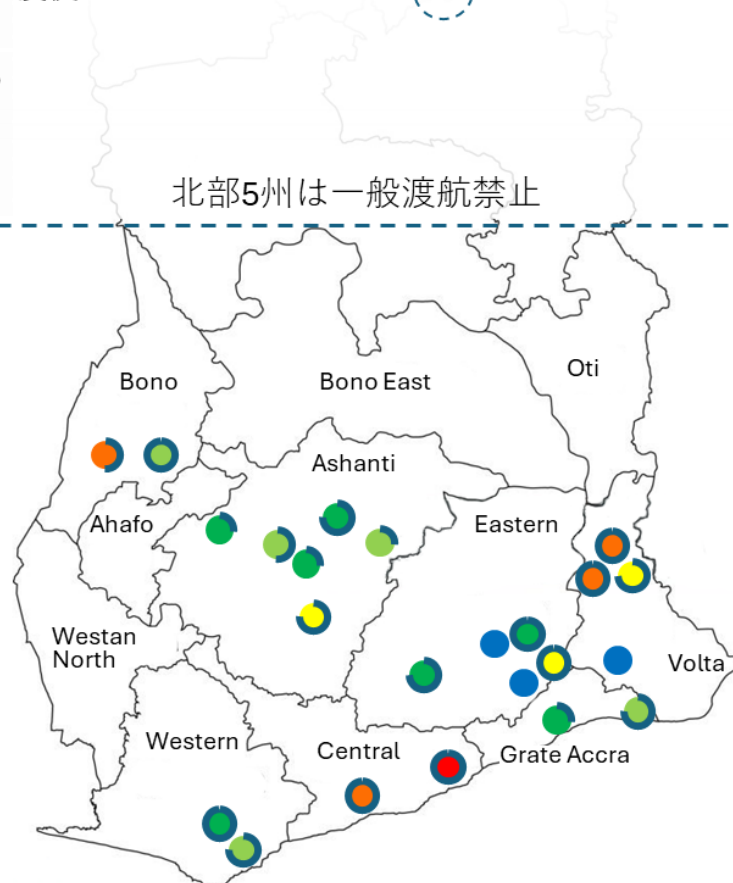 北部5州は一般渡航禁止
Bono
Bono East
Oti
Ashanti
Ahafo
Eastern
Westan
North
Volta
Western
Central
Grate Accra